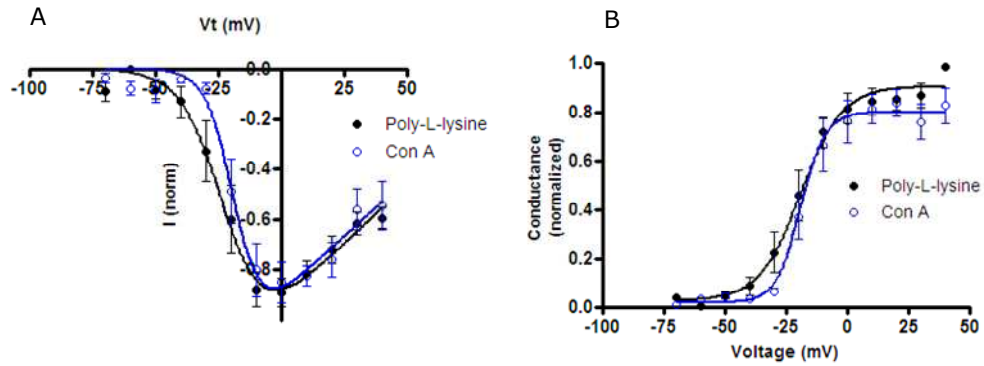 A
Vt (mV)
-100 -75 -50 -25 0.0 25 50
-0.2
-0.4
-0.6
-0.8
I (norm)
Poly-L-lysine
Con A
B
1.0
0.8
0.6
0.4
0.2
0.0
Conductance
(normalized)
Poly-L-lysine
Con A
-100 -75 -50 -25 0 25 50
Voltage (mV)